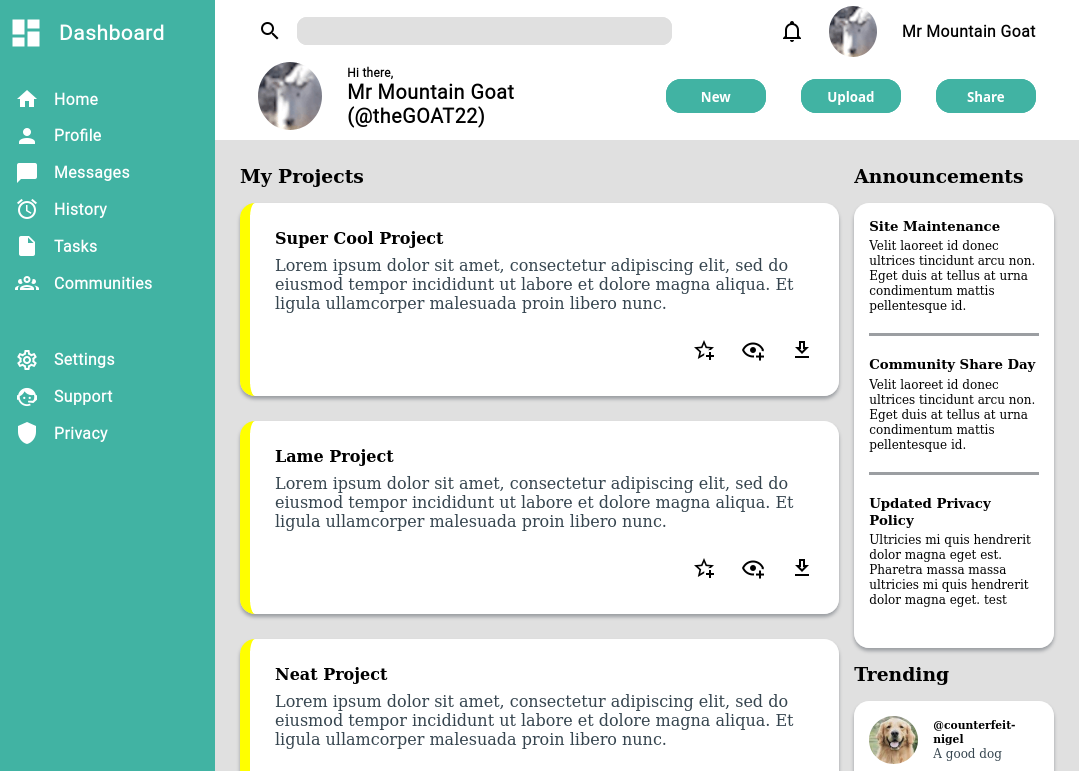 Dashboard
Home
Profile
Messages
History
Tasks
Communities
Settings
Support
Privacy
Mr Mountain Goat
Hi there,
Mr Mountain Goat
(@theGOAT22)
New
Upload
Share
My Projects
Super Cool Project
Lorem ipsum dolor sit amet, consectetur adipiscing elit, sed do
eiusmod tempor incididunt ut labore et dolore magna aliqua. Et
ligula ullamcorper malesuada proin libero nunc.
Lame Project
Lorem ipsum dolor sit amet, consectetur adipiscing elit, sed do
eiusmod tempor incididunt ut labore et dolore magna aliqua. Et
ligula ullamcorper malesuada proin libero nunc.
Neat Project
Lorem ipsum dolor sit amet, consectetur adipiscing elit, sed do
eiusmod tempor incididunt ut labore et dolore magna aliqua. Et
ligula ullamcorper malesuada proin libero nunc.
Announcements
Site Maintenance
Velit laoreet id donec
ultrices tincidunt arcu non.
Eget duis at tellus at urna
condimentum mattis
pellentesque id.
Community Share Day
Velit laoreet id donec
ultrices tincidunt arcu non.
Eget duis at tellus at urna
condimentum mattis
pellentesque id.
Updated Privacy
Policy
Ultricies mi quis hendrerit
dolor magna eget est.
Pharetra massa massa
ultricies mi quis hendrerit
dolor magna eget. test
Trending
@counterfeit-
nigel
A good dog